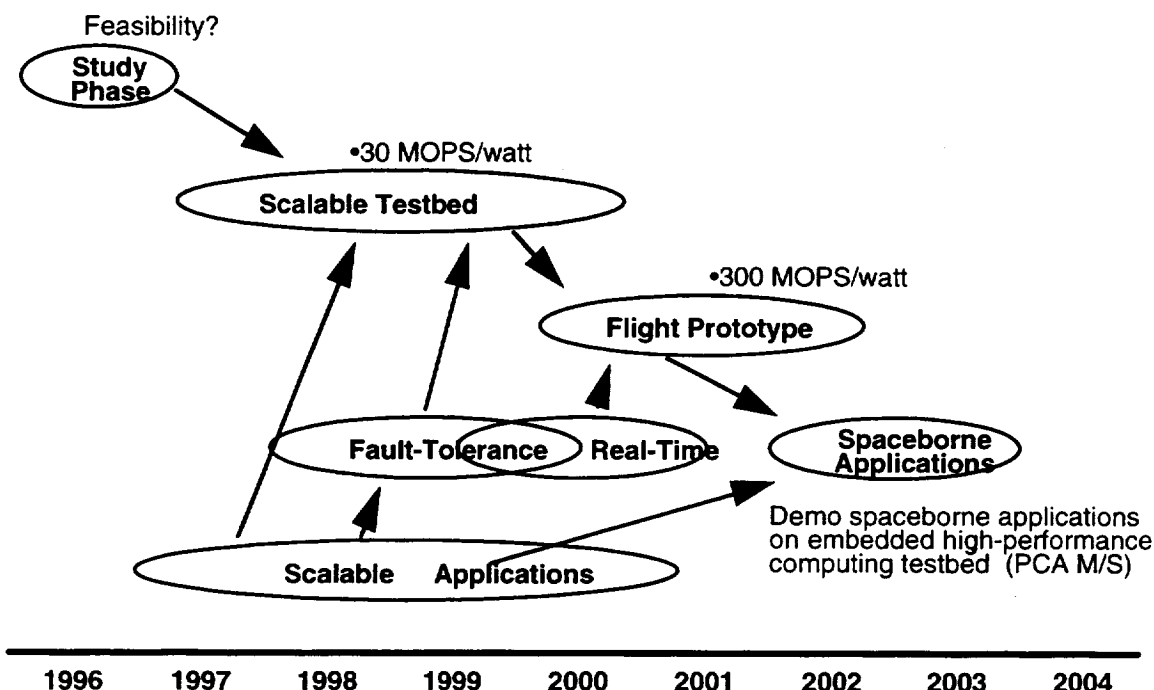 Feasibility?
Study
Phase
•30 MOPS/watt
Scalable Testbed
•300 MOPS/watt
Flight Prototype
Fault-Tolerance
Real-Time
Spaceborne
Applications
Demo spaceborne applications
on embedded high-performance
computing testbed (PCA M/S)
Scalable Applications
1996 1997 1998 1999 2000 2001 2002 2003 2004